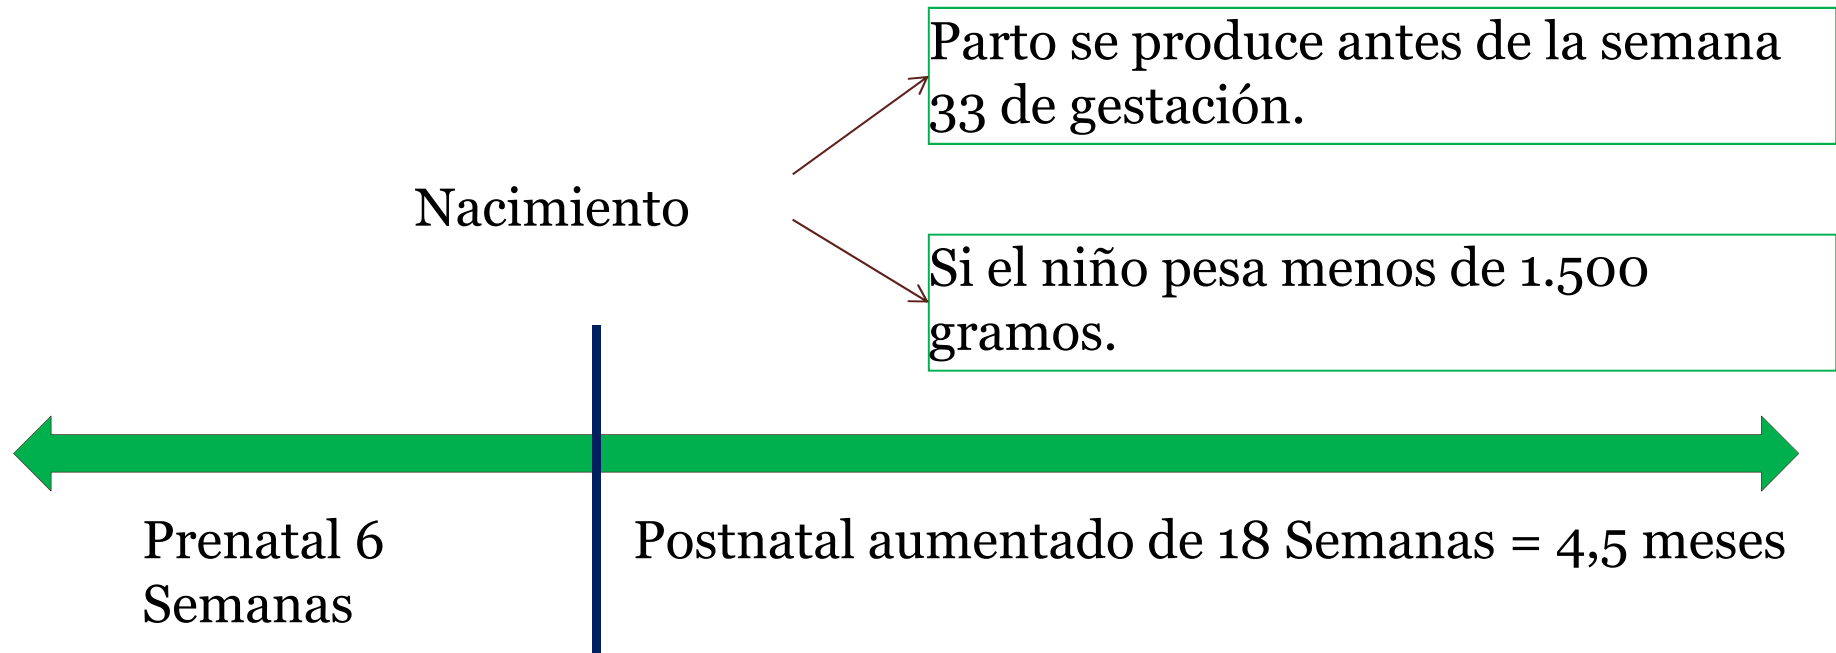 Parto se produce antes de la semana
33 de gestación.
Nacimiento
Si el niño pesa menos de 1.500
gramos.
Prenatal 6
Semanas
Postnatal aumentado de 18 Semanas = 4,5 meses